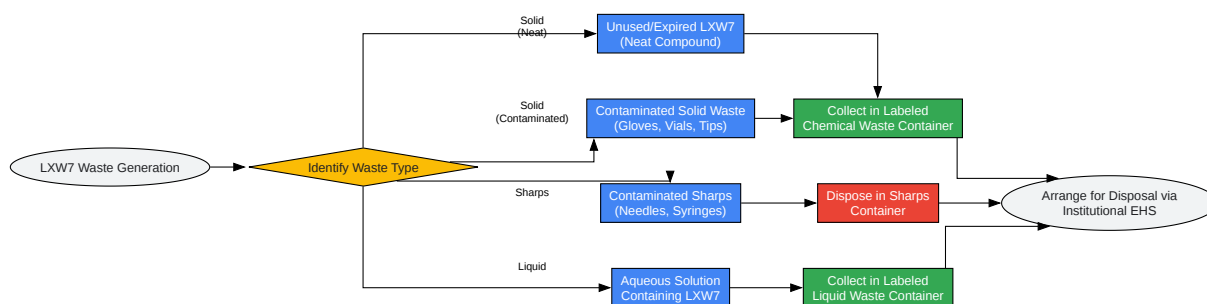 Solid
(Neat)
Unused/Expired LXW7
(Neat Compound)
Solid
(Contaminated)
Contaminated Solid Waste
(Gloves, Vials, Tips)
Collect in Labeled
Chemical Waste Container
LXW7 Waste Generation
Identify Waste Type
Sharps
Contaminated Sharps
(Needles, Syringes)
Dispose in Sharps
Container
Arrange for Disposal via
Institutional EHS
Liquid
Aqueous Solution
Containing LXW7
Collect in Labeled
Liquid Waste Container